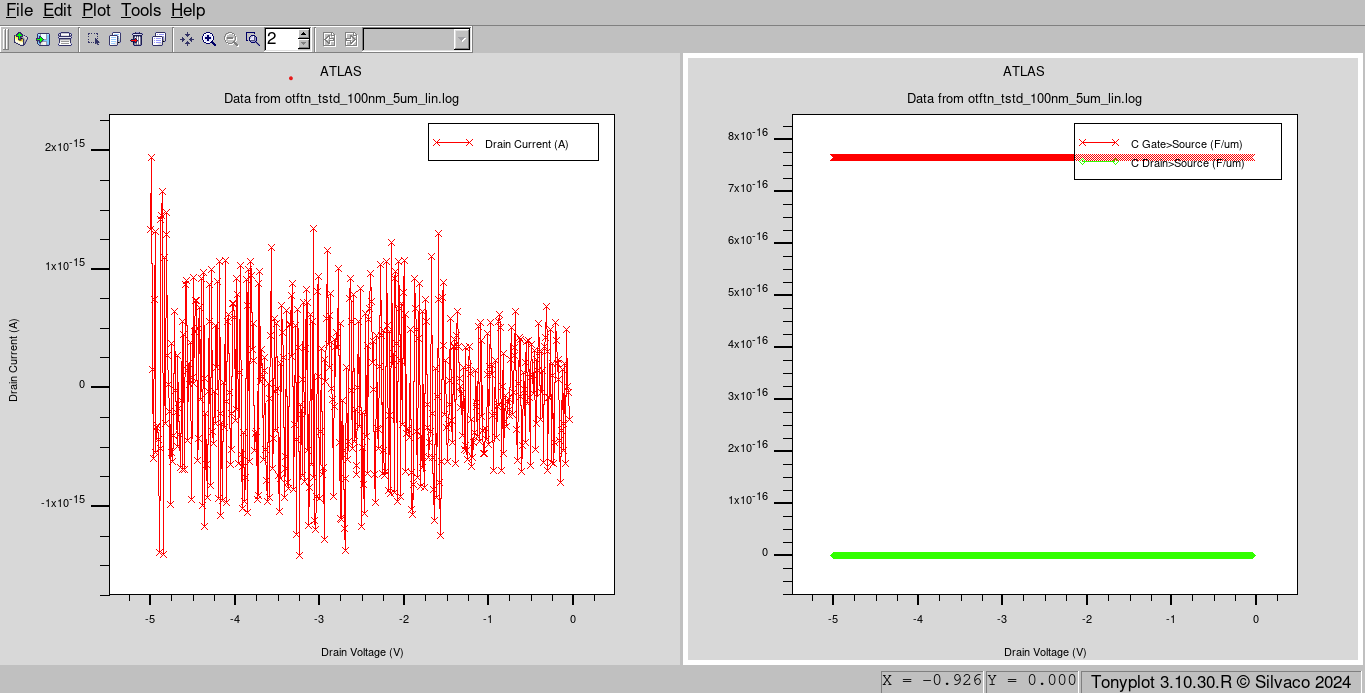 File Edit Plot Tools Help
2
ATLAS
Data from otftn_tstd_100nm_5um_lin.log
Drain Current (A)
2x10-15
1x10-15
0
-1x10-15
Drain Current (A)
-5 -4 -3 -2 -1 0
Drain Voltage (V)
ATLAS
Data from otftn_tstd_100nm_5um_lin.log
C Gate>Source (F/um)
C Drain>Source (F/um)
8x10-16
7x10-16
6x10-16
5x10-16
4x10-16
3x10-16
2x10-16
1x10-16
0
-5 -4 -3 -2 -1 0
Drain Voltage (V)
X = -0.926 Y = 0.000 Tonyplot 3.10.30.R © Silvaco 2024